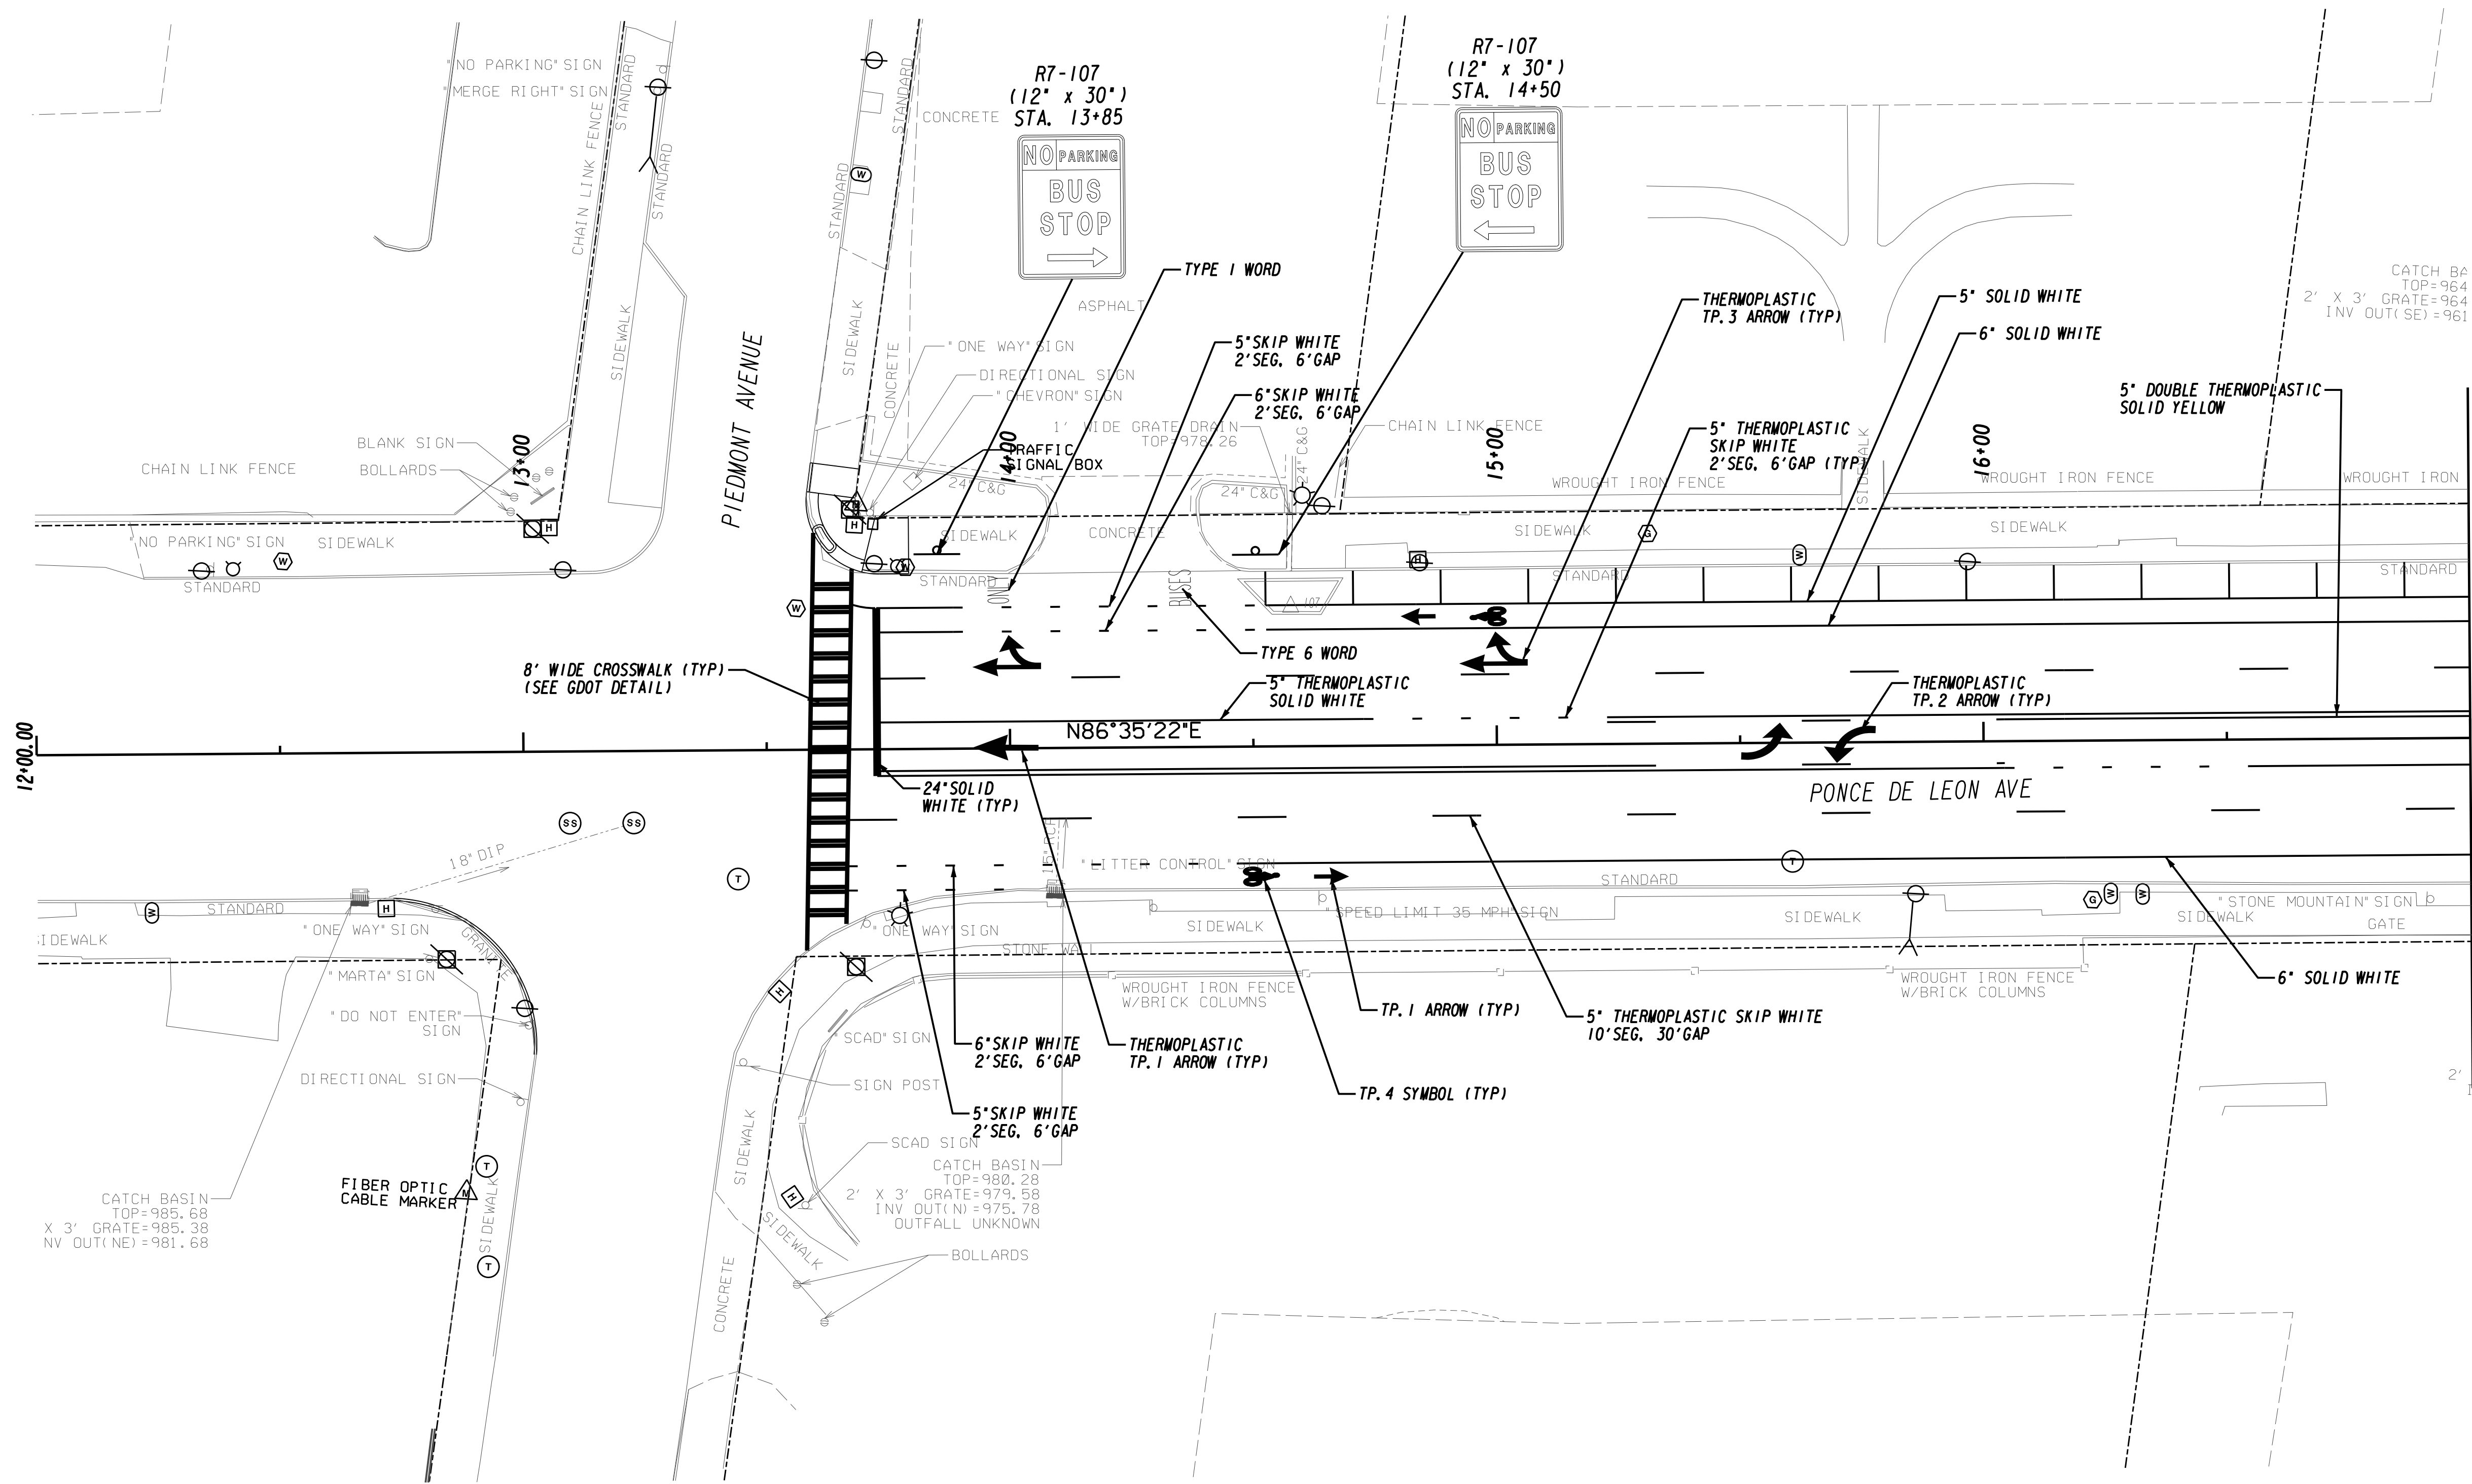 "NO PARKING" SIGN
"MERGE RIGHT" SIGN
STANDARD
STANDARD
CHAIN LINK FENCE
SIDEWALK
STANDARD
STANDARD
W
CONCRETE
SIDEWALK
CONCRETE
PIEDMONT AVENUE
R7-107
(12" x 30")
STA. 13+85
NO PARKING
BUS
STOP
R7-107
(12" x 30")
STA. 14+50
NO PARKING
BUS
STOP
TYPE 1 WORD
ASPHALT
"ONE WAY" SIGN
DIRECTIONAL SIGN
"CHEVRON" SIGN
5" SKIP WHITE
2' SEG, 6' GAP
6" SKIP WHITE
2' SEG, 6' GAP
1' WIDE GRATE DRAIN
TOP=978.26
CHAIN LINK FENCE
THERMOPLASTIC
TP. 3 ARROW (TYP)
5" SOLID WHITE
6" SOLID WHITE
CATCH BA
TOP=964
2' X 3' GRATE=964
INV OUT(SE)=961
5" DOUBLE THERMOPLASTIC
SOLID YELLOW
5" THERMOPLASTIC
SKIP WHITE
2' SEG, 6' GAP (TYP)
BLANK SIGN
BOLLARDS
CHAIN LINK FENCE
13+00
14+00
15+00
16+00
TRAFFIC
SIGNAL BOX
24" C&G
24" C&G
24" C&G
SIDEWALK
WROUGHT IRON FENCE
WROUGHT IRON FENCE
WROUGHT IRON
"NO PARKING" SIGN
SIDEWALK
W
H
H
SIDEWALK
CONCRETE
SIDEWALK
SIDEWALK
G
H
W
STANDARD
W
STANDARD
STANDARD
STANDARD
W
ONLY
BUSES
107
8' WIDE CROSSWALK (TYP)
(SEE GDOT DETAIL)
TYPE 6 WORD
5" THERMOPLASTIC
SOLID WHITE
THERMOPLASTIC
TP. 2 ARROW (TYP)
12+00.00
N86°35'22"E
24" SOLID
WHITE (TYP)
PONCE DE LEON AVE
SS
SS
18" DIP
T
15" RCP
"LITTER CONTROL" SIGN
T
STANDARD
W
STANDARD
H
SIDEWALK
"ONE WAY" SIGN
GRANITE
"MARTA" SIGN
"ONE WAY" SIGN
STONE WALL
SIDEWALK
"SPEED LIMIT 35 MPH" SIGN
SIDEWALK
G
W
W
SIDEWALK
"STONE MOUNTAIN" SIGN
GATE
H
WROUGHT IRON FENCE
W/BRICK COLUMNS
WROUGHT IRON FENCE
W/BRICK COLUMNS
6" SOLID WHITE
"DO NOT ENTER"
SIGN
"SCAD" SIGN
6" SKIP WHITE
2' SEG, 6' GAP
THERMOPLASTIC
TP. 1 ARROW (TYP)
TP. 1 ARROW (TYP)
5" THERMOPLASTIC SKIP WHITE
10' SEG, 30' GAP
DIRECTIONAL SIGN
SIGN POST
TP. 4 SYMBOL (TYP)
5" SKIP WHITE
2' SEG, 6' GAP
SCAD SIGN
SIDEWALK
T
FIBER OPTIC
CABLE MARKER
M
SIDEWALK
T
CATCH BASIN
TOP=985.68
X 3' GRATE=985.38
NV OUT(NE)=981.68
CATCH BASIN
TOP=980.28
2' X 3' GRATE=979.58
INV OUT(N)=975.78
OUTFALL UNKNOWN
H
SIDEWALK
CONCRETE
BOLLARDS
2'